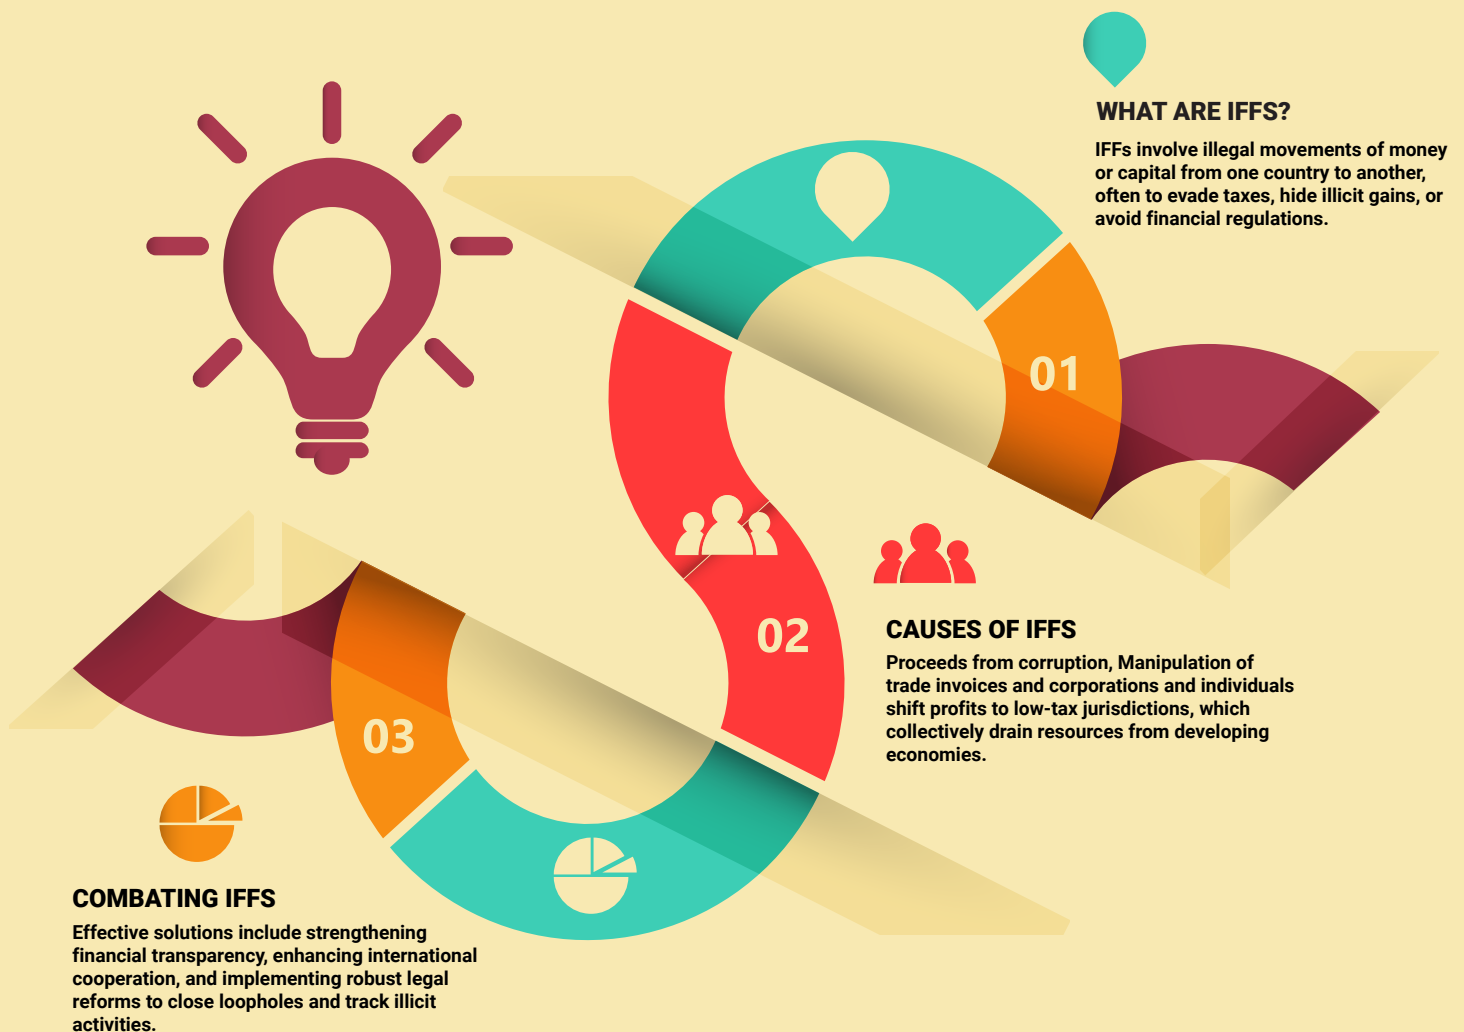 WHAT ARE IFFS?
IFFs involve illegal movements of money
or capital from one country to another,
often to evade taxes, hide illicit gains, or
avoid financial regulations.
01
02
CAUSES OF IFFS
Proceeds from corruption, Manipulation of
trade invoices and corporations and individuals
shift profits to low-tax jurisdictions, which
collectively drain resources from developing
economies.
03
COMBATING IFFS
Effective solutions include strengthening
financial transparency, enhancing international
cooperation, and implementing robust legal
reforms to close loopholes and track illicit
activities.